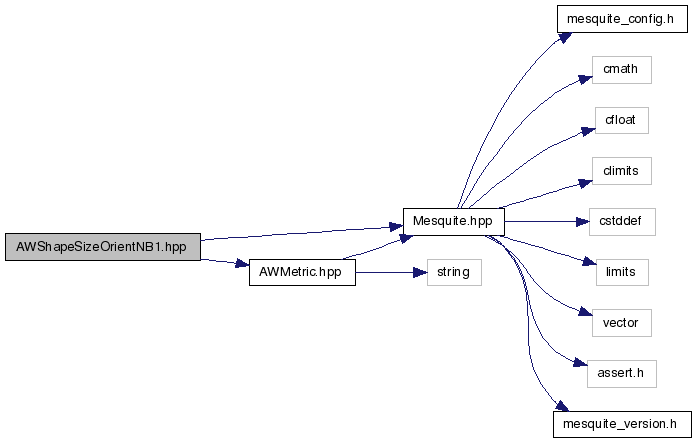 mesquite_config.h
cmath
cfloat
climits
Mesquite.hpp
cstddef
AWShapeSizeOrientNB1.hpp
AWMetric.hpp
string
limits
vector
assert.h
mesquite_version.h